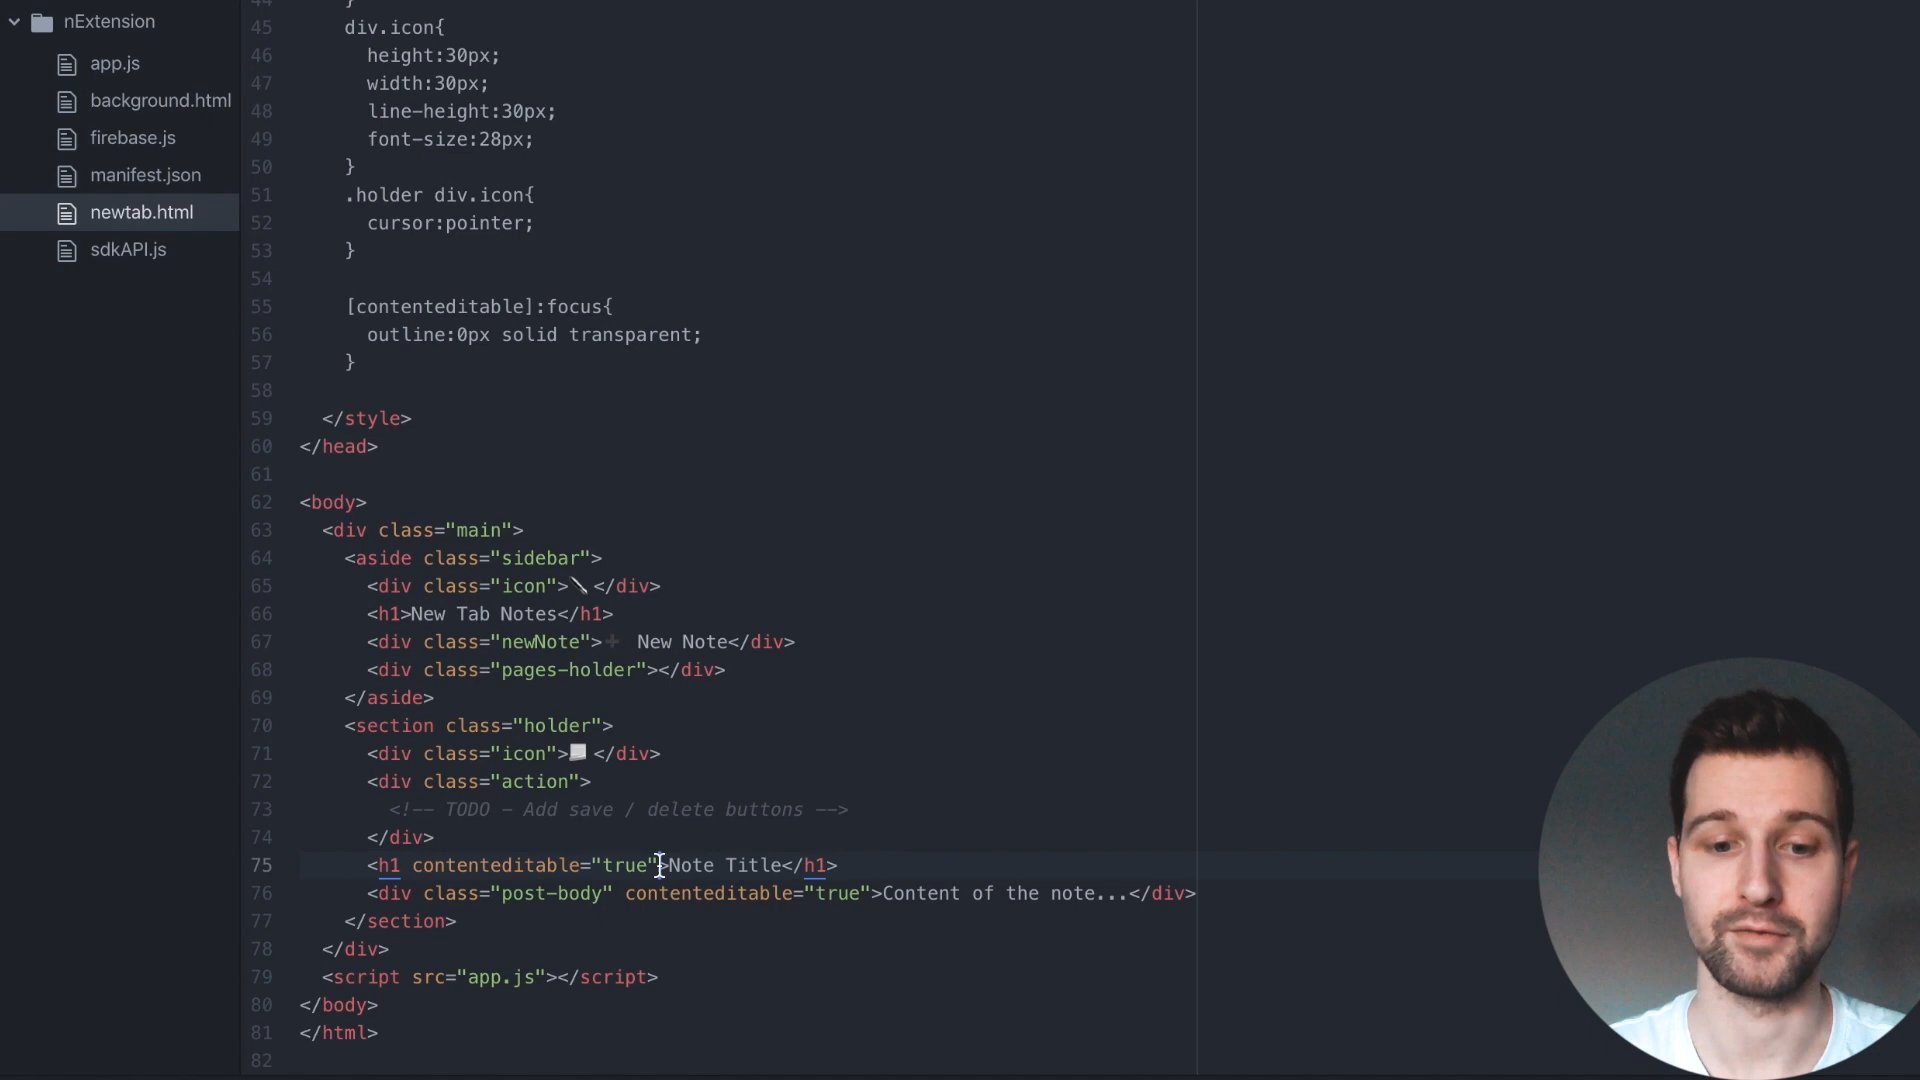 nExtension
app.js
background.html
firebase.js
manifest.json
newtab.html
sdkAPI.js
44 }
45 div.icon{
46 height:30px;
47 width:30px;
48 line-height:30px;
49 font-size:28px;
50 }
51 .holder div.icon{
52 cursor:pointer;
53 }
54
55 [contenteditable]:focus{
56 outline:0px solid transparent;
57 }
58
59 </style>
60 </head>
61
62 <body>
63 <div class="main">
64 <aside class="sidebar">
65 <div class="icon"></div>
66 <h1>New Tab Notes</h1>
67 <div class="newNote">➕ New Note</div>
68 <div class="pages-holder"></div>
69 </aside>
70 <section class="holder">
71 <div class="icon"></div>
72 <div class="action">
73 <!-- TODO - Add save / delete buttons -->
74 </div>
75 <h1 contenteditable="true">Note Title</h1>
76 <div class="post-body" contenteditable="true">Content of the note...</div>
77 </section>
78 </div>
79 <script src="app.js"></script>
80 </body>
81 </html>
82